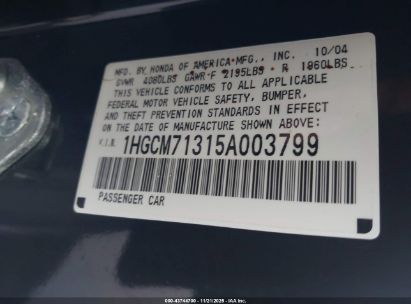 MFD. BY HONDA OF AMERICA MFG., INC. 10/04
GVWR 4080LBS GAWR F 2195LBS R 1960LBS
THIS VEHICLE CONFORMS TO ALL APPLICABLE
FEDERAL MOTOR VEHICLE SAFETY, BUMPER,
AND THEFT PREVENTION STANDARDS IN EFFECT
ON THE DATE OF MANUFACTURE SHOWN ABOVE.
V.I.N. 1HGCM71315A003799
PASSENGER CAR